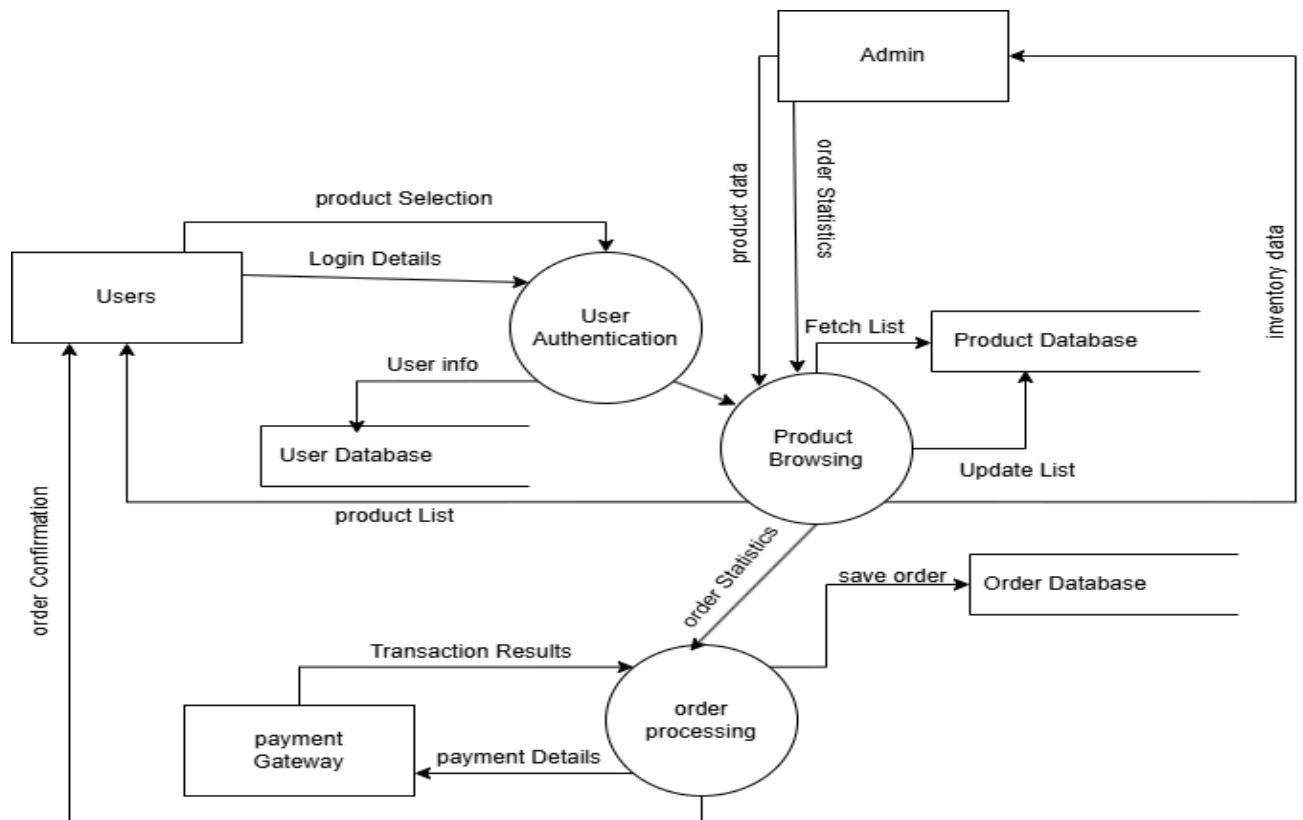 Admin
product data
order Statistics
inventory data
product Selection
Login Details
Users
User
Authentication
Fetch List
Product Database
User info
Product
Browsing
User Database
Update List
product List
order Confirmation
order Statistics
save order
Order Database
Transaction Results
order
processing
payment
Gateway
payment Details